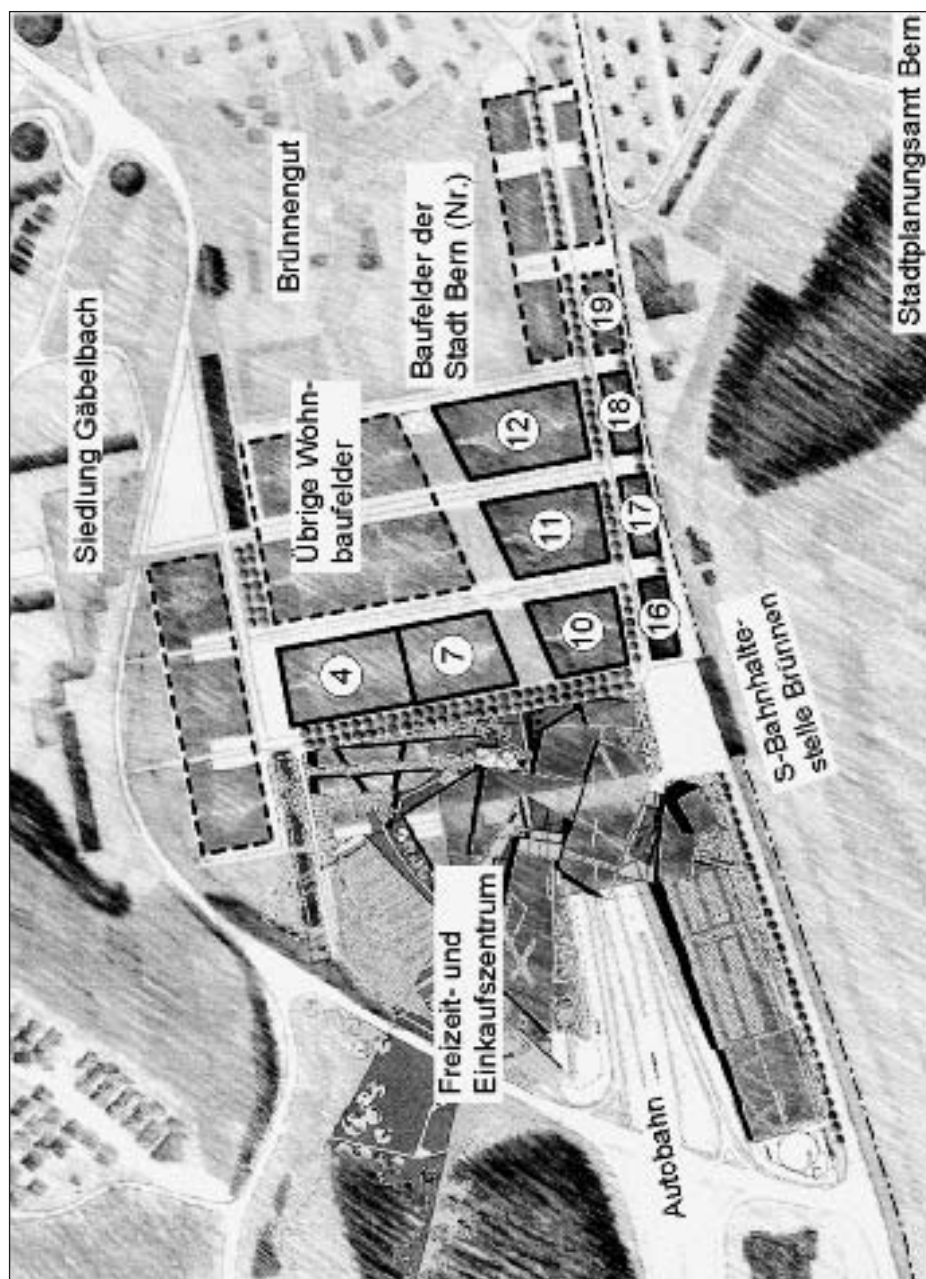 Siedlung Gäbelbach
Brünnengut
Übrige Wohn-
baufelder
Baufelder der
Stadt Bern (Nr.)
4
7
10
11
12
16
17
18
19
Freizeit- und
Einkaufszentrum
S-Bahnhalte-
stelle Brünnen
Autobahn
Stadtplanungsamt Bern